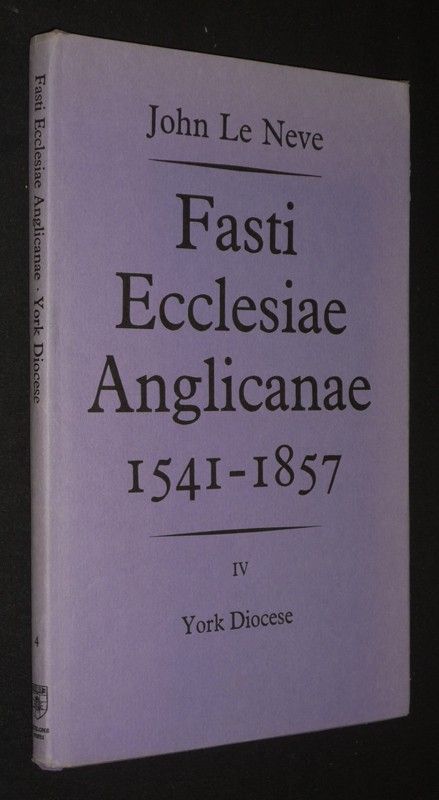 John Le Neve
Fasti
Ecclesiae
Anglicanae
1541-1857
IV
York Diocese
Fasti Ecclesiae Anglicanae · York Diocese
4